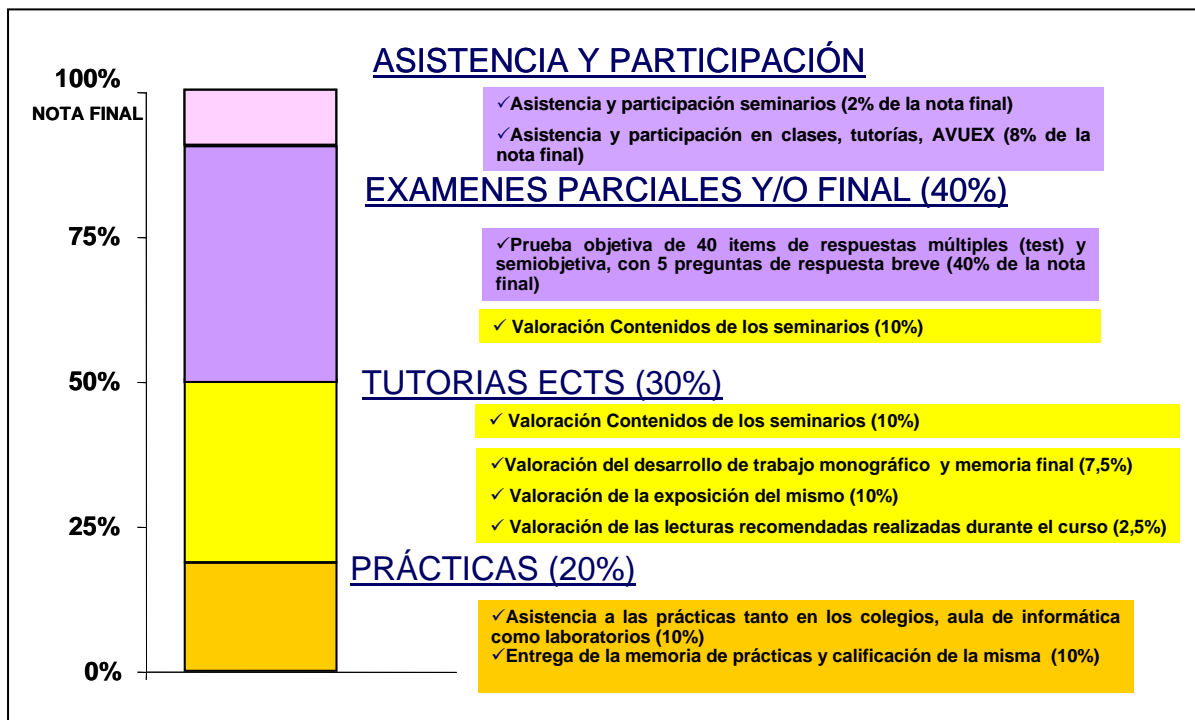 ASISTENCIA Y PARTICIPACIÓN
100%
NOTA FINAL
✓Asistencia y participación seminarios (2% de la nota final)
✓Asistencia y participación en clases, tutorías, AVUEX (8% de la
nota final)
EXAMENES PARCIALES Y/O FINAL (40%)
75%
✓Prueba objetiva de 40 items de respuestas múltiples (test) y
semiobjetiva, con 5 preguntas de respuesta breve (40% de la nota
final)
✓ Valoración Contenidos de los seminarios (10%)
50%
TUTORIAS ECTS (30%)
✓ Valoración Contenidos de los seminarios (10%)
✓Valoración del desarrollo de trabajo monográfico y memoria final (7,5%)
✓ Valoración de la exposición del mismo (10%)
25%
✓ Valoración de las lecturas recomendadas realizadas durante el curso (2,5%)
PRÁCTICAS (20%)
✓Asistencia a las prácticas tanto en los colegios, aula de informática
como laboratorios (10%)
✓Entrega de la memoria de prácticas y calificación de la misma (10%)
0%